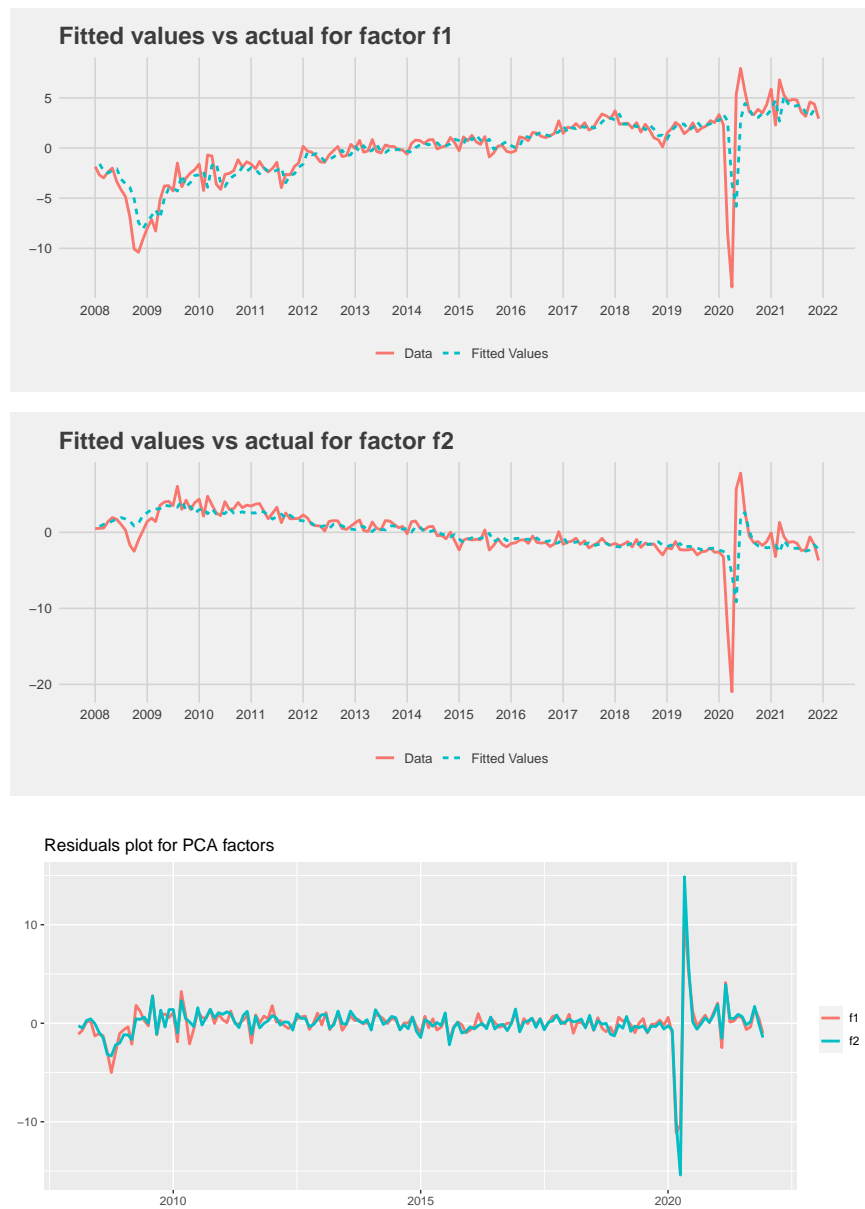 Fitted values vs actual for factor f1
5
0
−5
−10
2008 2009 2010 2011 2012 2013 2014 2015 2016 2017 2018 2019 2020 2021 2022
Data Fitted Values
Fitted values vs actual for factor f2
0
−10
−20
2008 2009 2010 2011 2012 2013 2014 2015 2016 2017 2018 2019 2020 2021 2022
Data Fitted Values
Residuals plot for PCA factors
10
0
−10
2010 2015 2020
f1
f2